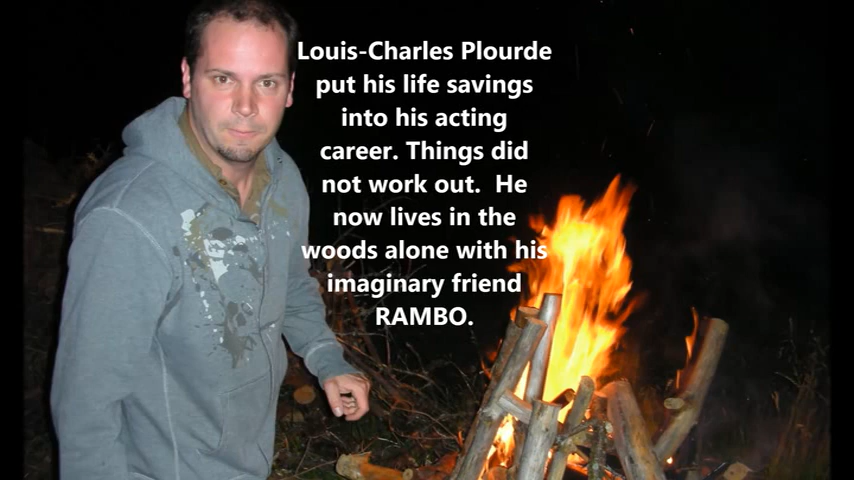 Louis-Charles Plourde
put his life savings
into his acting
career. Things did
not work out.  He
now lives in the
woods alone with his
imaginary friend
RAMBO.